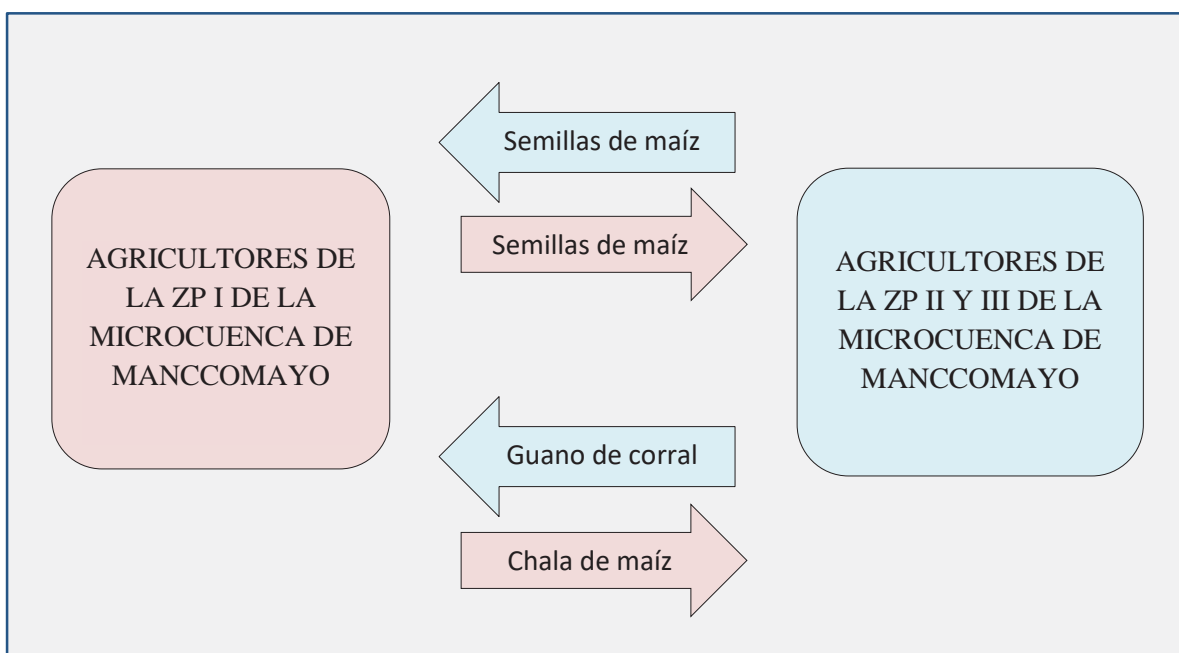 AGRICULTORES DE
LA ZP I DE LA
MICROCUENCA DE
MANCCOMAYO
Semillas de maíz
Semillas de maíz
Guano de corral
Chala de maíz
AGRICULTORES DE
LA ZP II Y III DE LA
MICROCUENCA DE
MANCCOMAYO